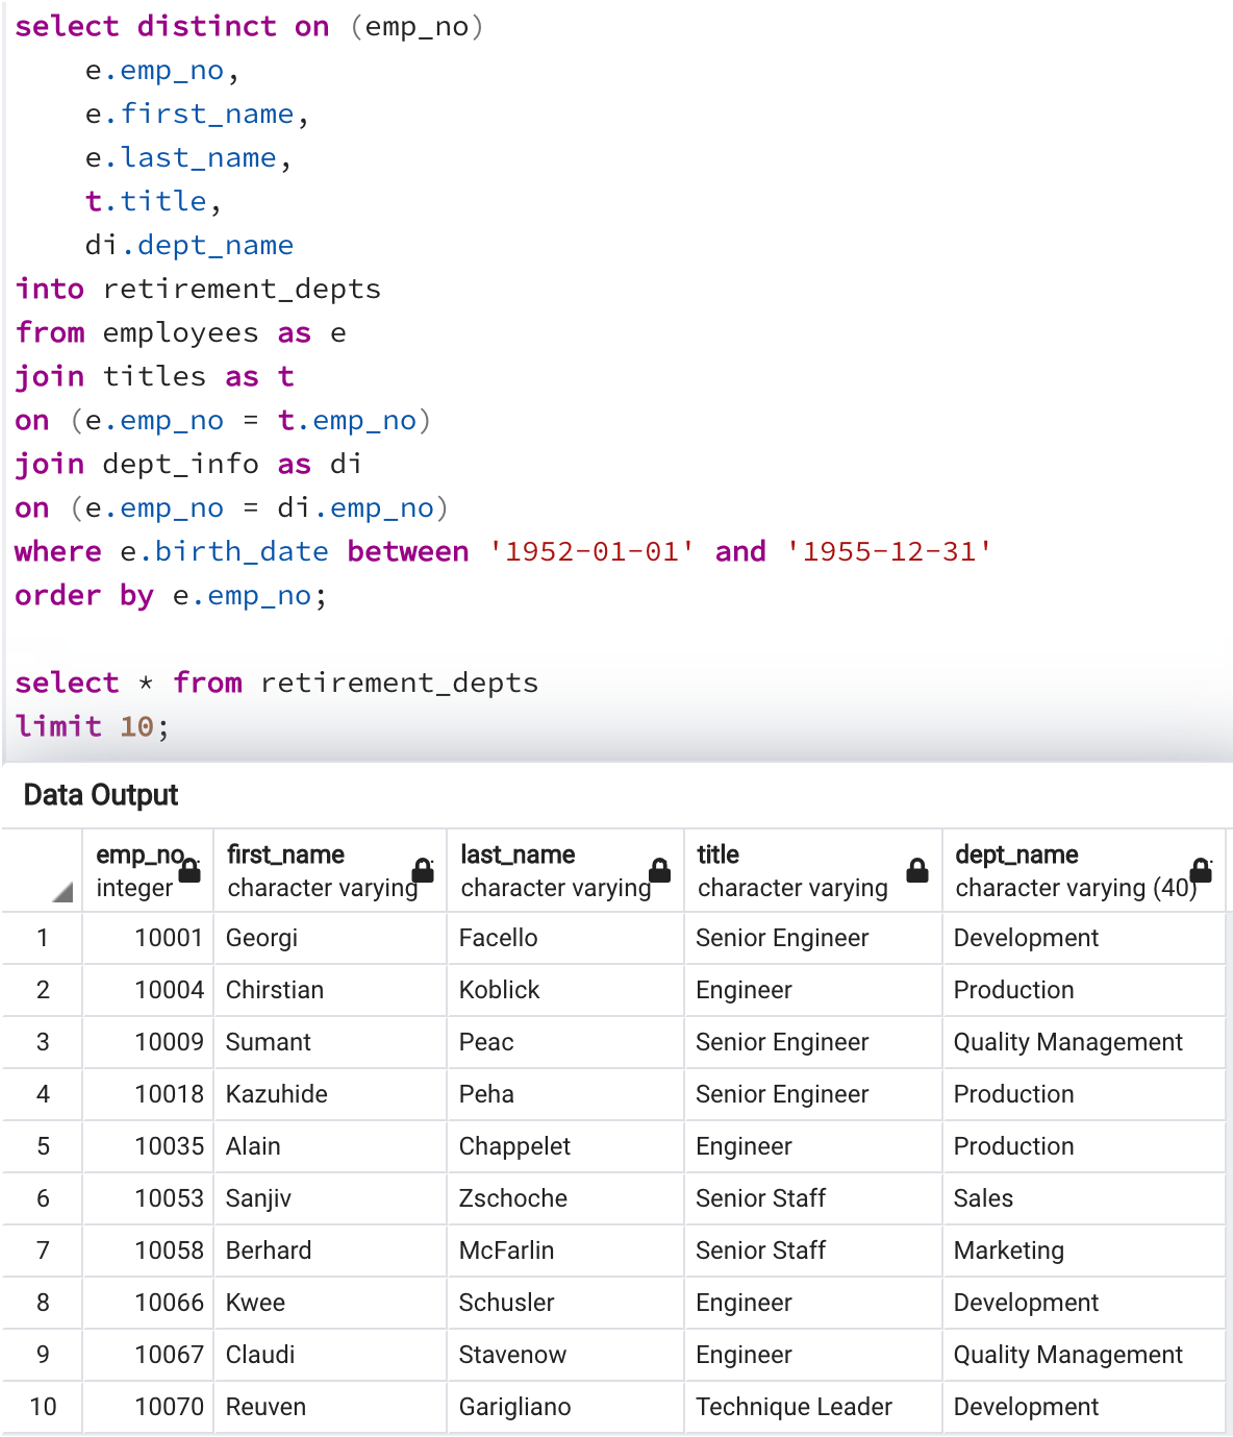 select distinct on (emp_no)
    e.emp_no,
    e.first_name,
    e.last_name,
    t.title,
    di.dept_name
into retirement_depts
from employees as e
join titles as t
on (e.emp_no = t.emp_no)
join dept_info as di
on (e.emp_no = di.emp_no)
where e.birth_date between '1952-01-01' and '1955-12-31'
order by e.emp_no;

select * from retirement_depts
limit 10;
Data Output
emp_no first_name last_name title dept_name
integer character varying character varying character varying character varying (40)
1 10001 Georgi Facello Senior Engineer Development
2 10004 Chirstian Koblick Engineer Production
3 10009 Sumant Peac Senior Engineer Quality Management
4 10018 Kazuhide Peha Senior Engineer Production
5 10035 Alain Chappelet Engineer Production
6 10053 Sanjiv Zschoche Senior Staff Sales
7 10058 Berhard McFarlin Senior Staff Marketing
8 10066 Kwee Schusler Engineer Development
9 10067 Claudi Stavenow Engineer Quality Management
10 10070 Reuven Garigliano Technique Leader Development